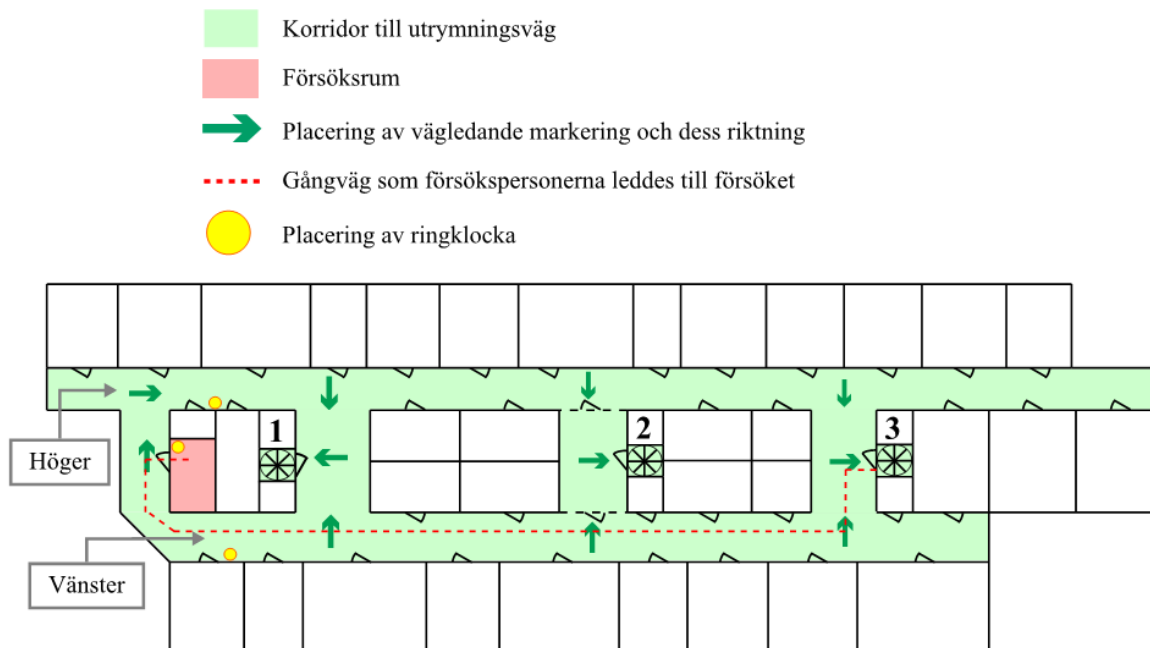 Korridor till utrymningsväg
Försöksrum
Placering av vägledande markering och dess riktning
Gångväg som försökspersonerna leddes till försöket
Placering av ringklocka
1
2
3
Höger
Vänster